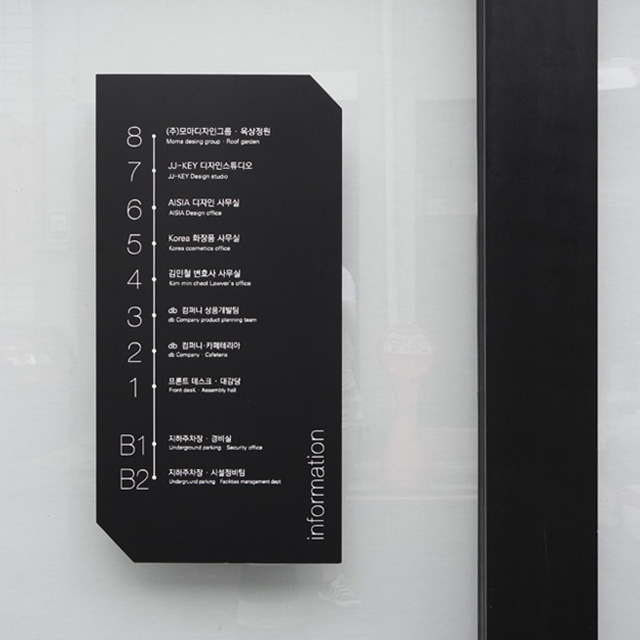 8
(주)모마디자인그룹 · 옥상정원
Moma desing group · Roof garden
7
JJ-KEY 디자인스튜디오
JJ-KEY Design studio
6
AISIA 디자인 사무실
AISIA Design office
5
Korea 화장품 사무실
Korea cosmetics office
4
김민철 변호사 사무실
Kim min cheol Lawver's office
3
db 컴퍼니 상품개발팀
db Company product planning team
2
db 컴퍼니 · 카페테리아
db Company · Cafeteria
1
프론트 데스크 · 대강당
Front desk · Assembly hall
B1
지하주차장 · 경비실
Underground parking · Security office
B2
지하주차장 · 시설정비팀
Underground parking · Facilities management dept
information